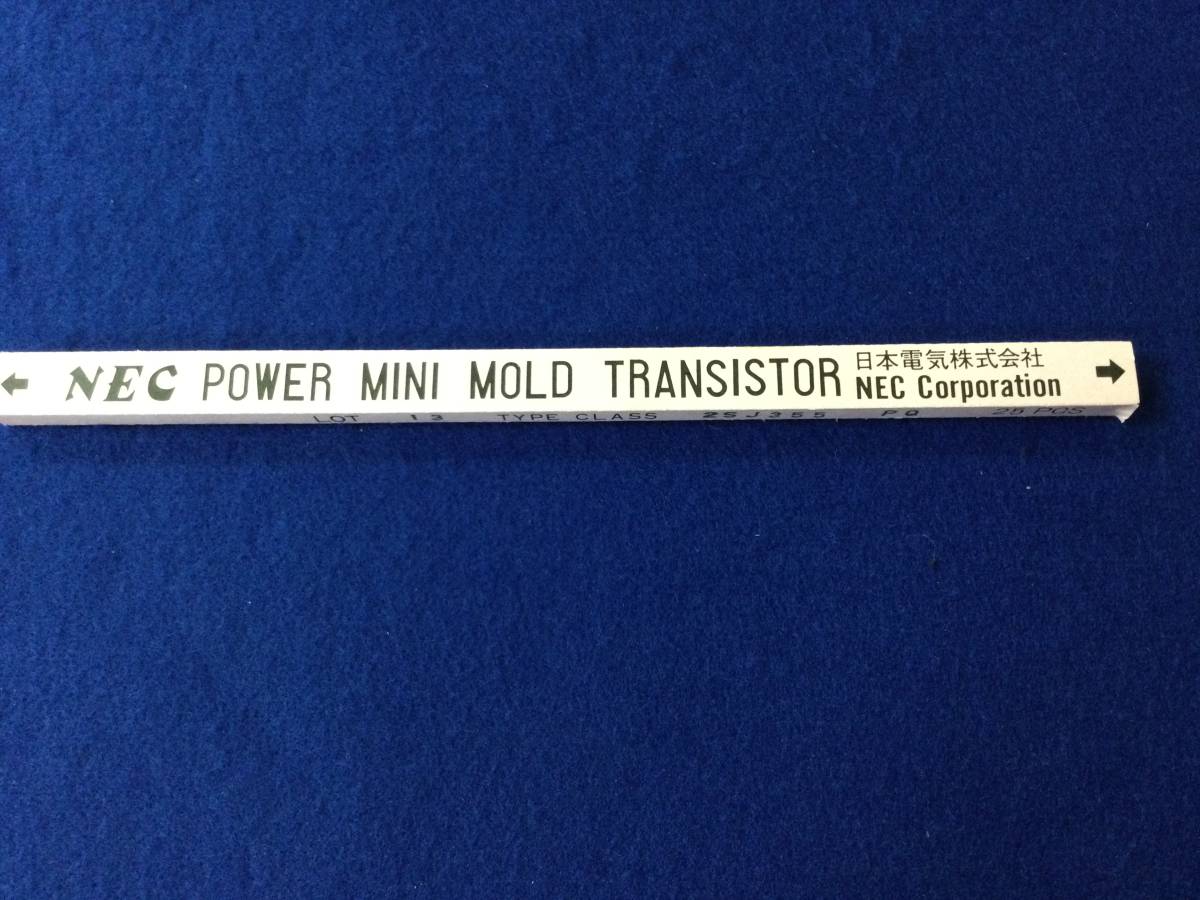 NEC POWER MINI MOLD TRANSISTOR 日本電気株式会社
NEC Corporation
LOT 13 TYPE CLASS 2SJ355 PQ 25 PCS